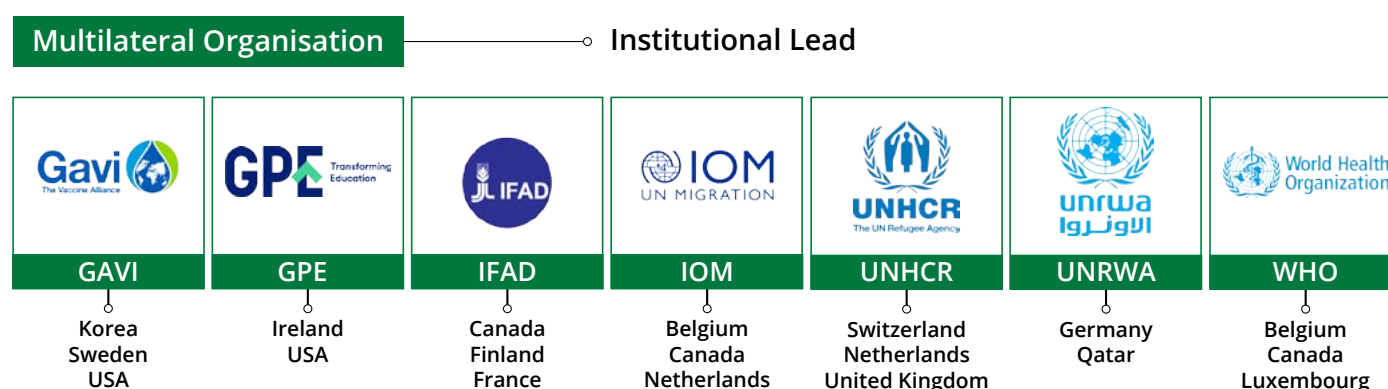 Multilateral Organisation
Institutional Lead
Gavi
The Vaccine Alliance
GPE Transforming
Education
IFAD
IOM
UN MIGRATION
UNHCR
The UN Refugee Agency
unrwa
الاونروا
World Health
Organization
GAVI
GPE
IFAD
IOM
UNHCR
UNRWA
WHO
Korea
Sweden
USA
Ireland
USA
Canada
Finland
France
Belgium
Canada
Netherlands
Switzerland
Netherlands
United Kingdom
Germany
Qatar
Belgium
Canada
Luxembourg